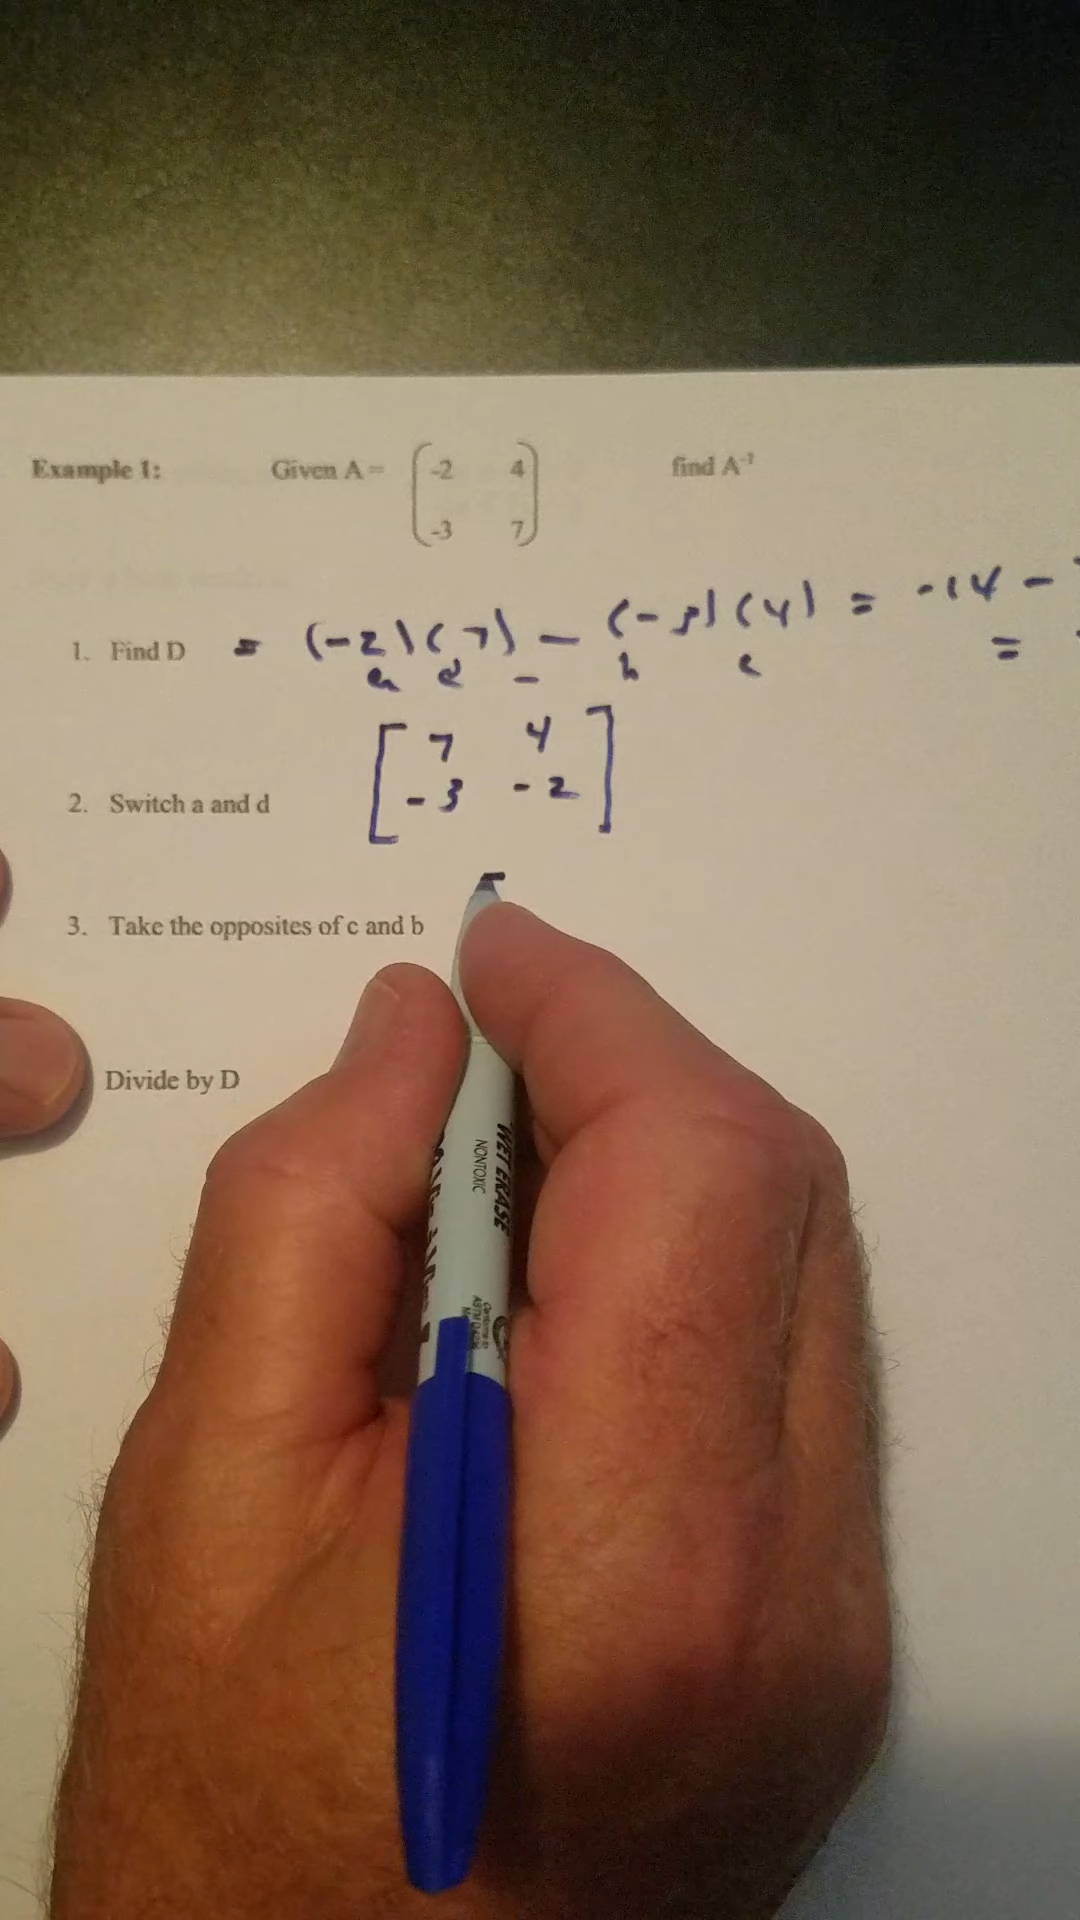 Example 1: Given A = (-2 4 find A⁻¹
-3 7)
1. Find D = (-2)(7) - (-3)(4) = -14 -
a d - b c =
[7 4
2. Switch a and d -3 -2]
3. Take the opposites of c and b
Divide by D
WET ERASE
NONTOXIC